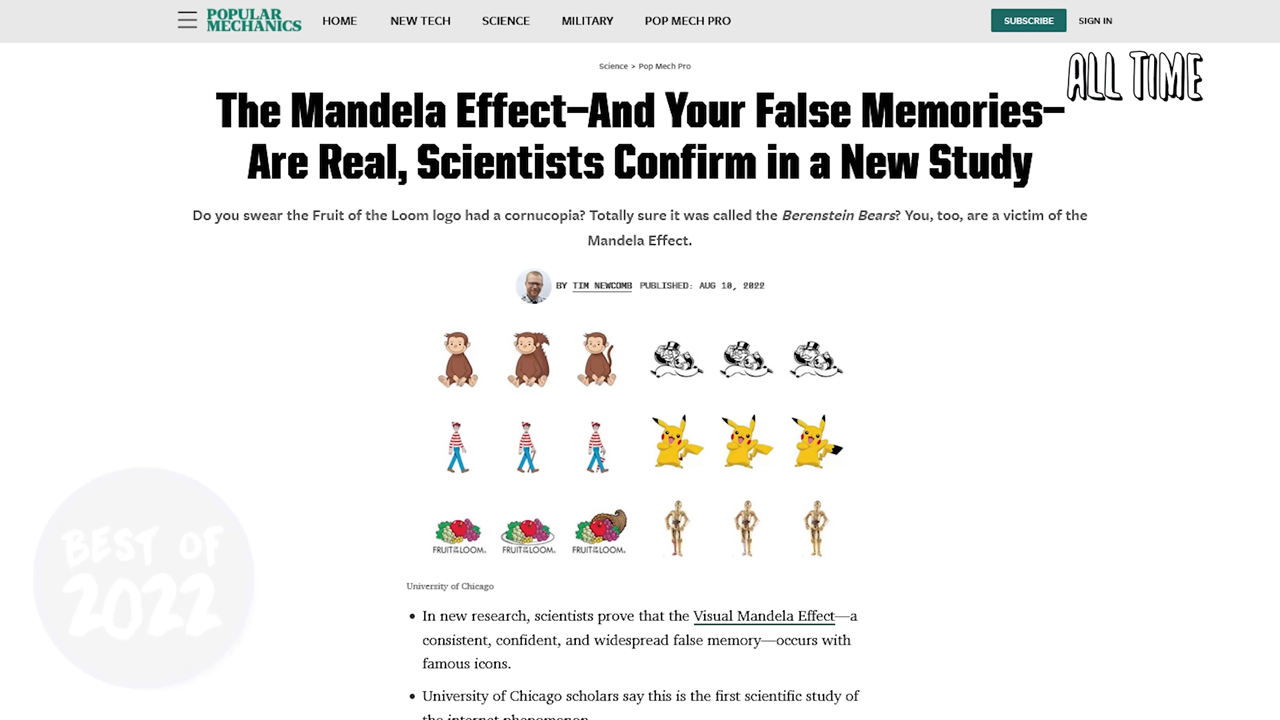 POPULAR
MECHANICS
HOME
NEW TECH
SCIENCE
MILITARY
POP MECH PRO
SUBSCRIBE
SIGN IN
ALL TIME
Science > Pop Mech Pro
The Mandela Effect—And Your False Memories—
Are Real, Scientists Confirm in a New Study
Do you swear the Fruit of the Loom logo had a cornucopia? Totally sure it was called the Berenstein Bears? You, too, are a victim of the
Mandela Effect.
BY TIM NEWCOMB PUBLISHED: AUG 10, 2022
FRUIT OF THE LOOM. FRUIT OF THE LOOM. FRUIT OF THE LOOM.
BEST OF
2022
University of Chicago
• In new research, scientists prove that the Visual Mandela Effect—a
consistent, confident, and widespread false memory—occurs with
famous icons.
• University of Chicago scholars say this is the first scientific study of
the internet phenomenon.